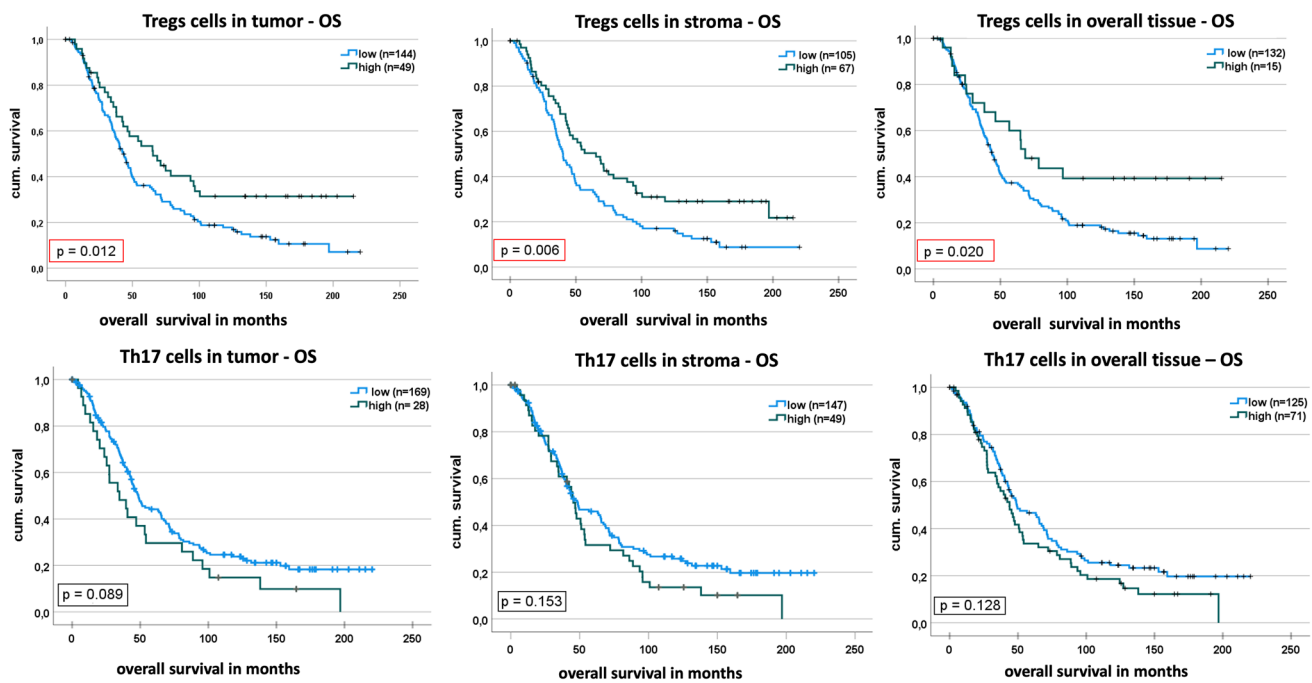 Tregs cells in tumor - OS
1,0
0,8
0,6
0,4
0,2
0,0
cum. survival
low (n=144)
high (n=49)
p = 0.012
0
50
100
150
200
250
overall survival in months
Tregs cells in stroma - OS
1,0
0,8
0,6
0,4
0,2
0,0
cum. survival
low (n=105)
high (n= 67)
p = 0.006
0
50
100
150
200
250
overall survival in months
Tregs cells in overall tissue - OS
1,0
0,8
0,6
0,4
0,2
0,0
cum. survival
low (n=132)
high (n=15)
p = 0.020
0
50
100
150
200
250
overall survival in months
Th17 cells in tumor - OS
1,0
0,8
0,6
0,4
0,2
0,0
cum. survival
low (n=169)
high (n= 28)
p = 0.089
0
50
100
150
200
250
overall survival in months
Th17 cells in stroma - OS
1,0
0,8
0,6
0,4
0,2
0,0
cum. survival
low (n=147)
high (n=49)
p = 0.153
0
50
100
150
200
250
overall survival in months
Th17 cells in overall tissue – OS
1,0
0,8
0,6
0,4
0,2
0,0
cum. survival
low (n=125)
high (n=71)
p = 0.128
0
50
100
150
200
250
overall survival in months